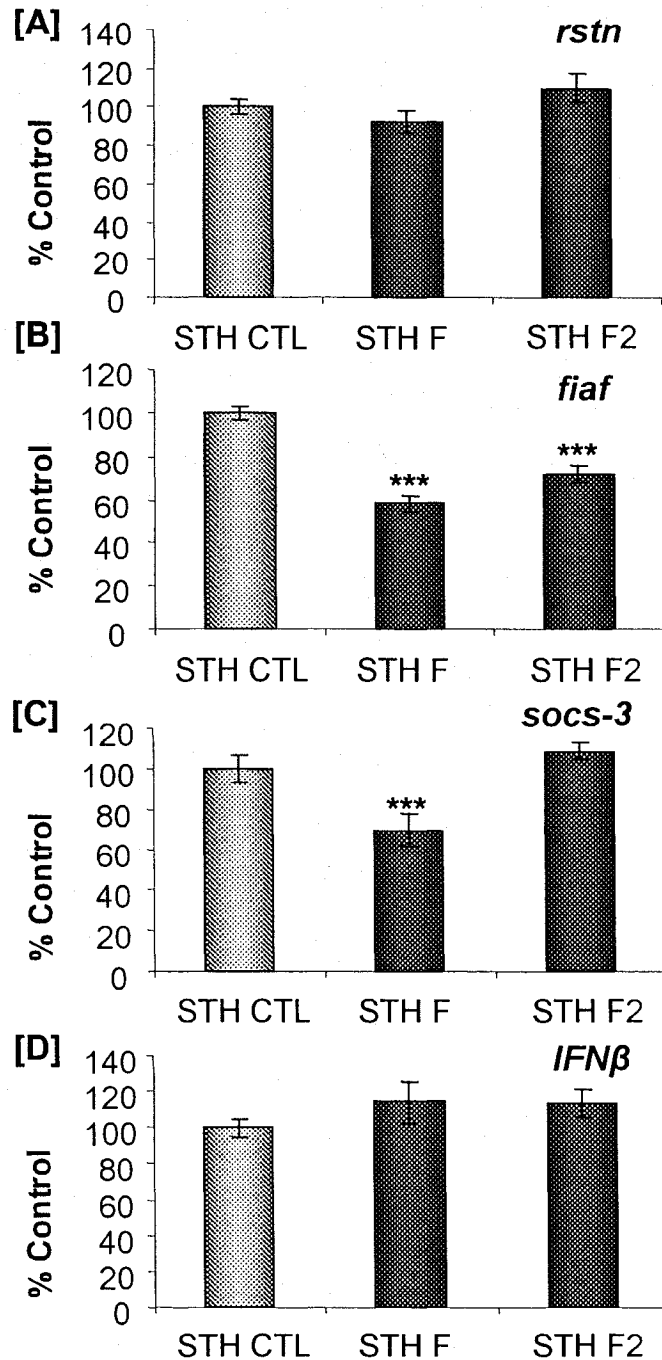 [A]
rstn
% Control
140
120
100
80
60
40
20
0
STH CTL STH F STH F2
[B]
fiaf
% Control
120
100
80
60
40
20
0
*** ***
STH CTL STH F STH F2
[C]
socs-3
% Control
120
100
80
60
40
20
0
***
STH CTL STH F STH F2
[D]
IFNβ
% Control
140
120
100
80
60
40
20
0
STH CTL STH F STH F2